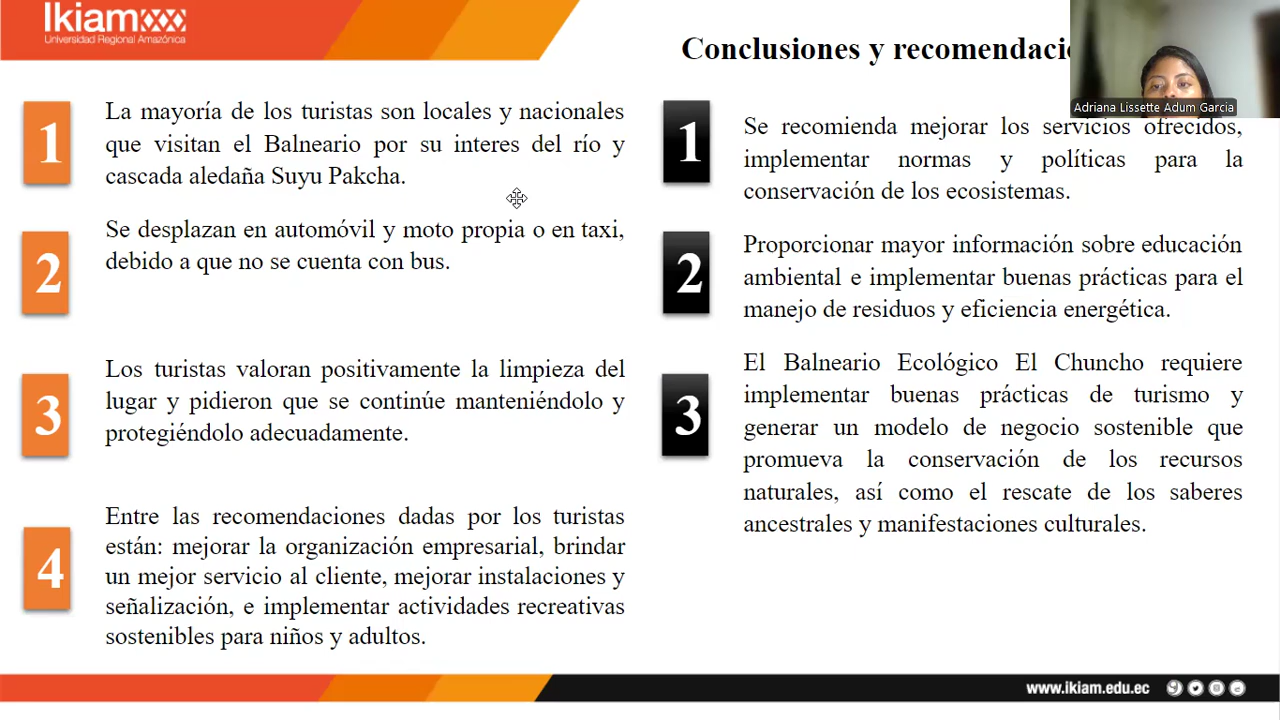 Ikiam
Universidad Regional Amazónica
Conclusiones y
Adriana Lissette Adum Garcia
1
La mayoría de los turistas son locales y nacionales
que visitan el Balneario por su interes del río y
cascada aledaña Suyu Pakcha.
2
Se desplazan en automóvil y moto propia o en taxi,
debido a que no se cuenta con bus.
3
Los turistas valoran positivamente la limpieza del
lugar y pidieron que se continúe manteniéndolo y
protegiéndolo adecuadamente.
4
Entre las recomendaciones dadas por los turistas
están: mejorar la organización empresarial, brindar
un mejor servicio al cliente, mejorar instalaciones y
señalización, e implementar actividades recreativas
sostenibles para niños y adultos.
1
Se recomienda mejorar los servicios ofrecidos,
implementar normas y políticas para la
conservación de los ecosistemas.
2
Proporcionar mayor información sobre educación
ambiental e implementar buenas prácticas para el
manejo de residuos y eficiencia energética.
3
El Balneario Ecológico El Chuncho requiere
implementar buenas prácticas de turismo y
generar un modelo de negocio sostenible que
promueva la conservación de los recursos
naturales, así como el rescate de los saberes
ancestrales y manifestaciones culturales.
www.ikiam.edu.ec